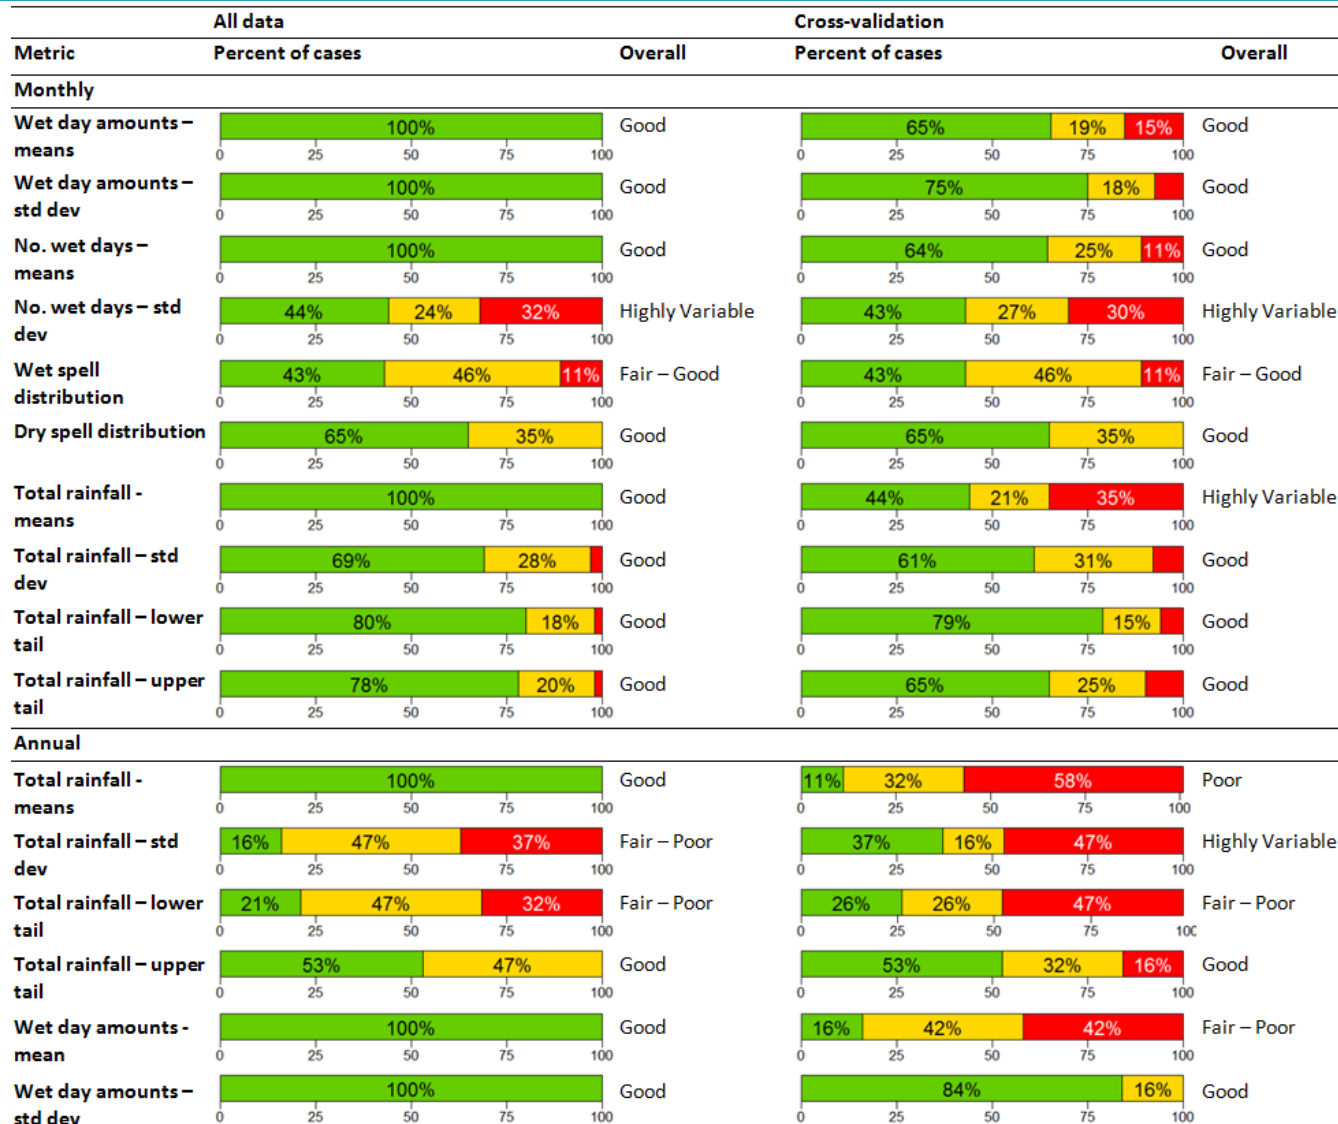 All data Cross-validation
Metric Percent of cases Overall Percent of cases Overall
Monthly
Wet day amounts – means 100% Good 65% 19% 15% Good
0 25 50 75 100 0 25 50 75 100
Wet day amounts – std dev 100% Good 75% 18% Good
0 25 50 75 100 0 25 50 75 100
No. wet days – means 100% Good 64% 25% 11% Good
0 25 50 75 100 0 25 50 75 100
No. wet days – std dev 44% 24% 32% Highly Variable 43% 27% 30% Highly Variable
0 25 50 75 100 0 25 50 75 100
Wet spell distribution 43% 46% 11% Fair – Good 43% 46% 11% Fair – Good
0 25 50 75 100 0 25 50 75 100
Dry spell distribution 65% 35% Good 65% 35% Good
0 25 50 75 100 0 25 50 75 100
Total rainfall - means 100% Good 44% 21% 35% Highly Variable
0 25 50 75 100 0 25 50 75 100
Total rainfall – std dev 69% 28% Good 61% 31% Good
0 25 50 75 100 0 25 50 75 100
Total rainfall – lower tail 80% 18% Good 79% 15% Good
0 25 50 75 100 0 25 50 75 100
Total rainfall – upper tail 78% 20% Good 65% 25% Good
0 25 50 75 100 0 25 50 75 100
Annual
Total rainfall - means 100% Good 11% 32% 58% Poor
0 25 50 75 100 0 25 50 75 100
Total rainfall – std dev 16% 47% 37% Fair – Poor 37% 16% 47% Highly Variable
0 25 50 75 100 0 25 50 75 100
Total rainfall – lower tail 21% 47% 32% Fair – Poor 26% 26% 47% Fair – Poor
0 25 50 75 100 0 25 50 75 100
Total rainfall – upper tail 53% 47% Good 53% 32% 16% Good
0 25 50 75 100 0 25 50 75 100
Wet day amounts - mean 100% Good 16% 42% 42% Fair – Poor
0 25 50 75 100 0 25 50 75 100
Wet day amounts – std dev 100% Good 84% 16% Good
0 25 50 75 100 0 25 50 75 100